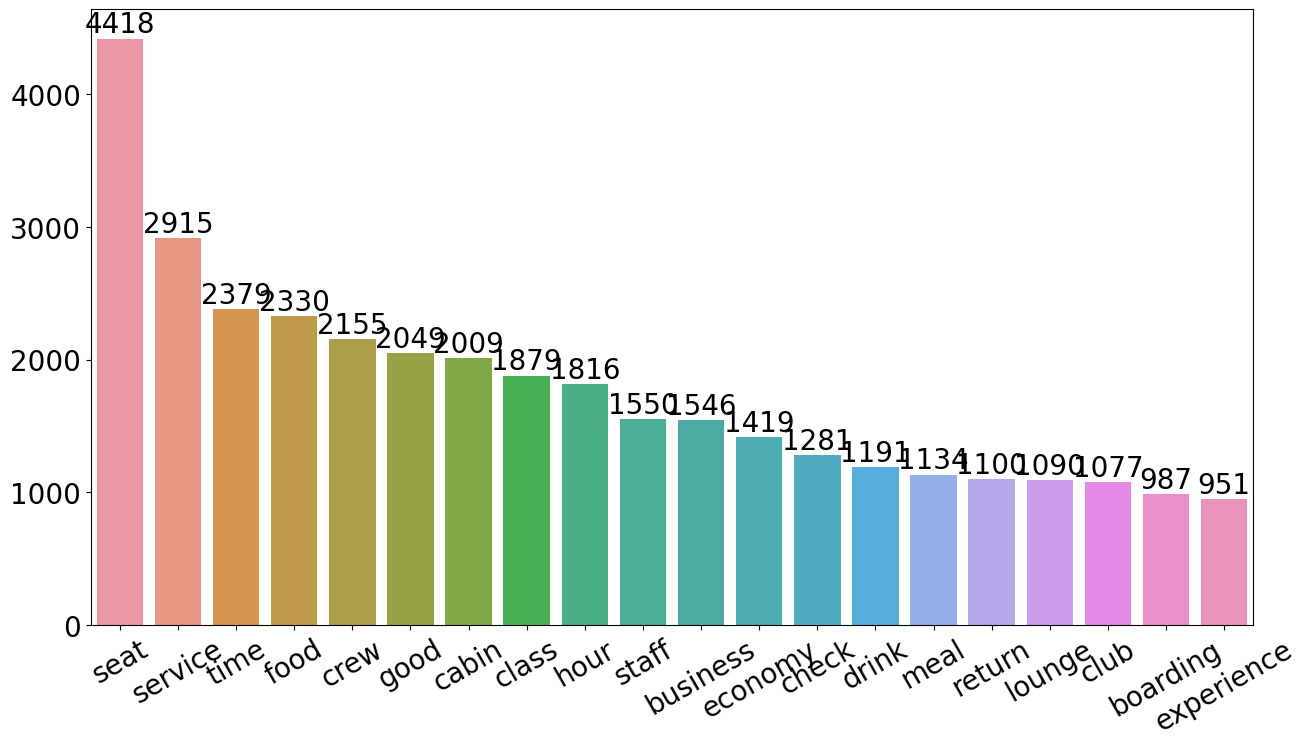 4418
2915
2379
2330
2155
2049
2009
1879
1816
1550
1546
1419
1281
1191
1134
1100
1090
1077
987
951
4000
3000
2000
1000
0
seat
service
time
food
crew
good
cabin
class
hour
staff
business
economy
check
drink
meal
return
lounge
club
boarding
experience